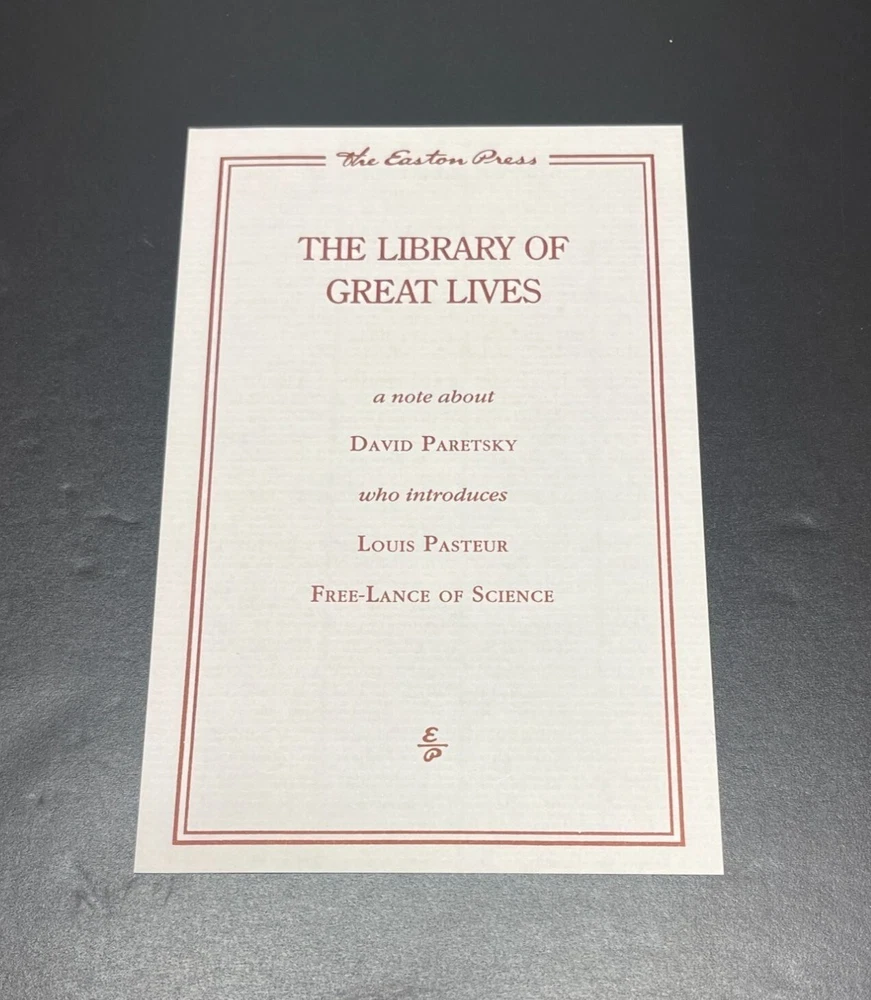 the Easton Press
THE LIBRARY OF
GREAT LIVES
a note about
DAVID PARETSKY
who introduces
LOUIS PASTEUR
FREE-LANCE OF SCIENCE
E
P